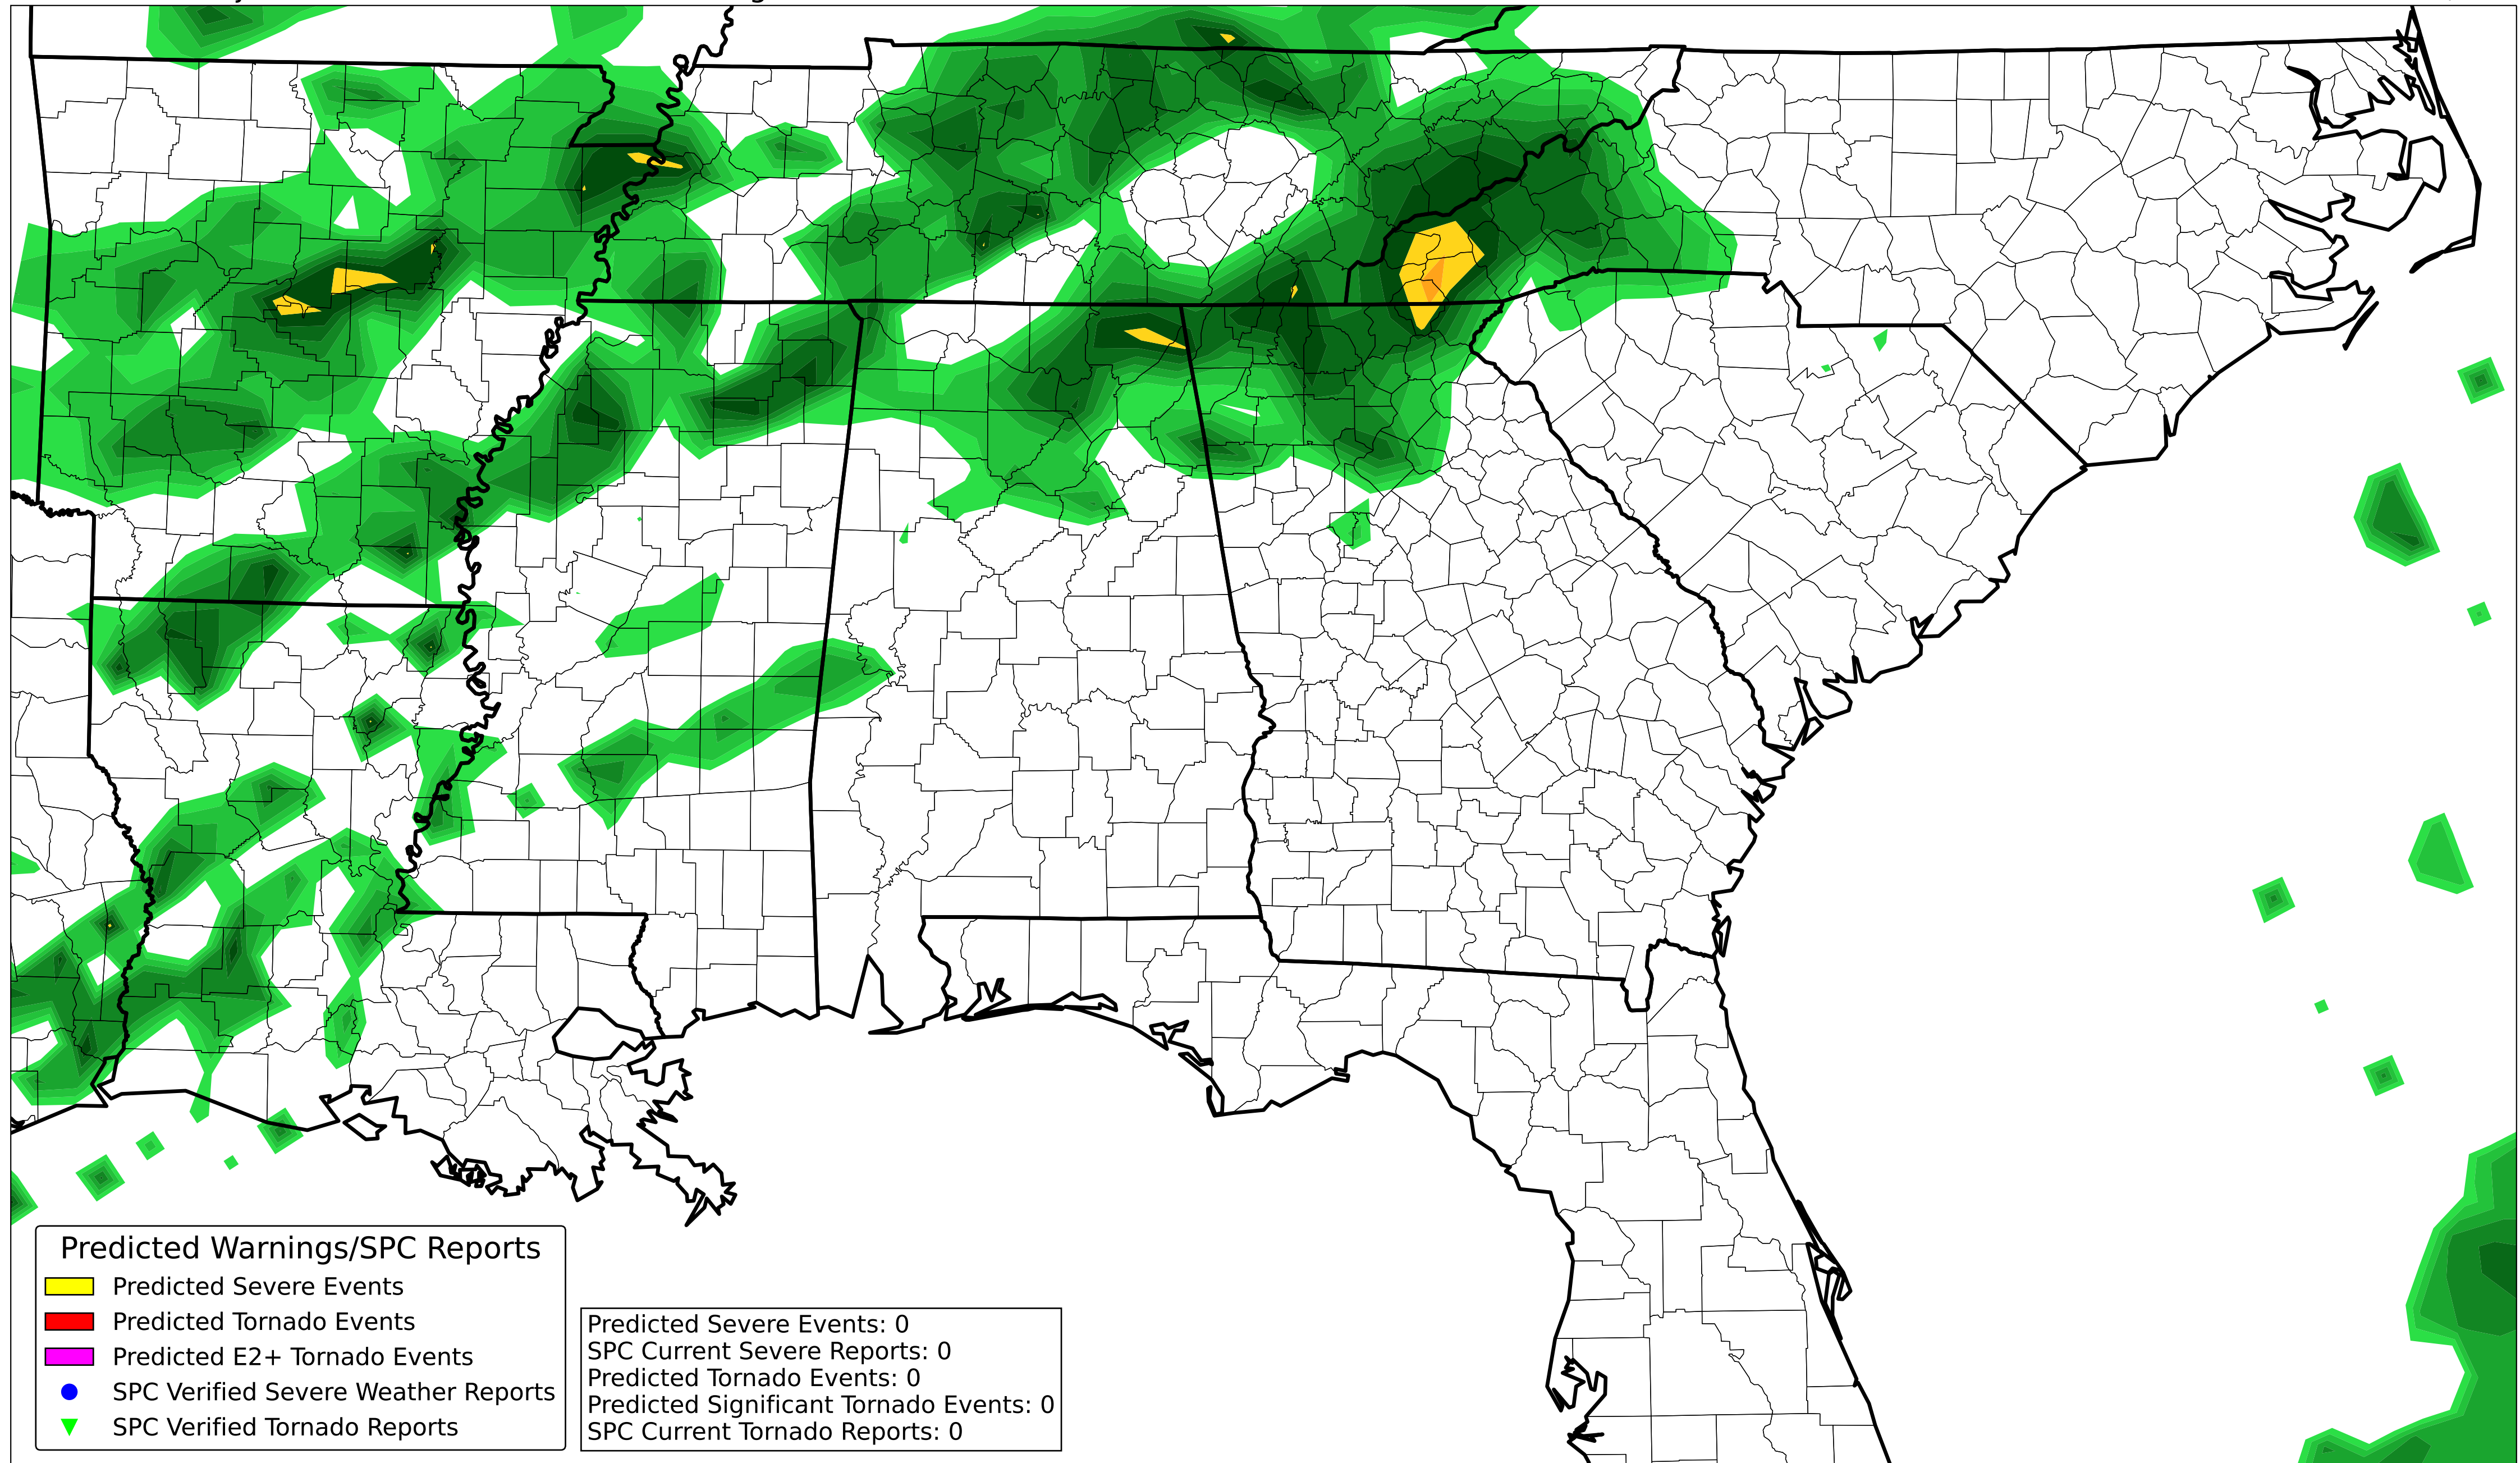 Predicted Warnings/SPC Reports
Predicted Severe Events
Predicted Tornado Events
Predicted E2+ Tornado Events
SPC Verified Severe Weather Reports
SPC Verified Tornado Reports
Predicted Severe Events: 0
SPC Current Severe Reports: 0
Predicted Tornado Events: 0
Predicted Significant Tornado Events: 0
SPC Current Tornado Reports: 0